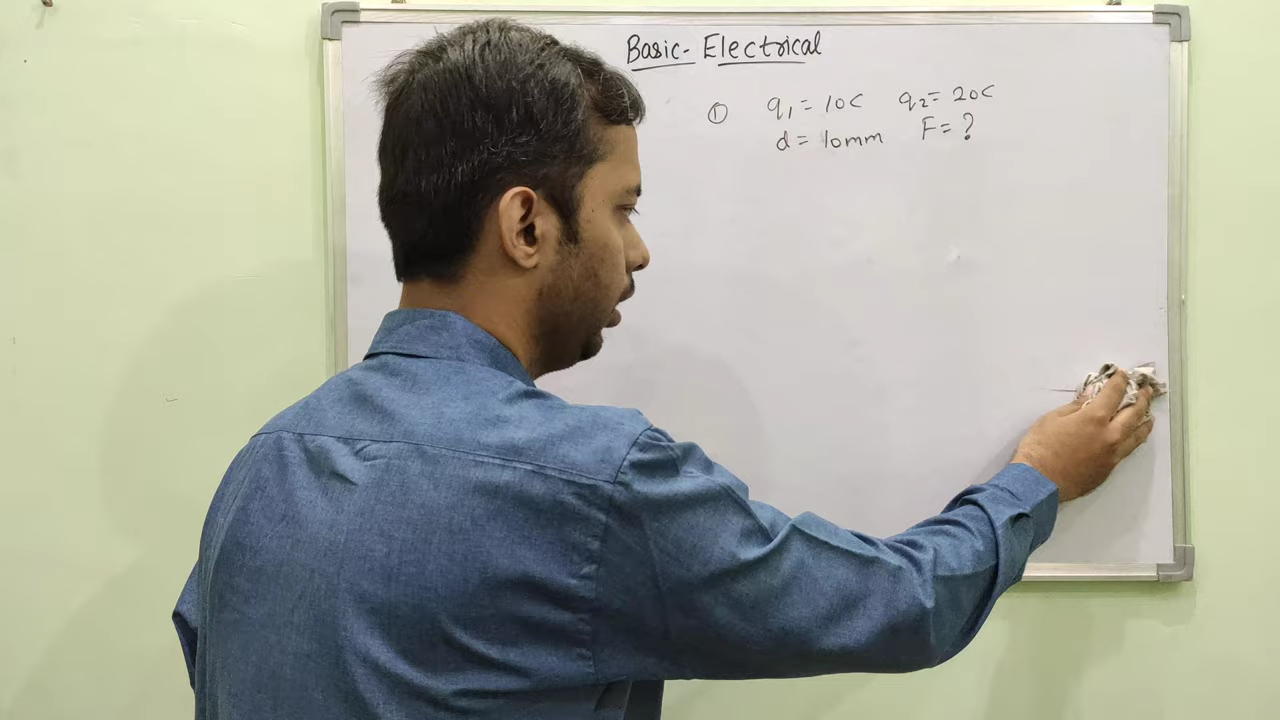 Basic- Electrical
① q₁ = 10C q₂ = 20C
d = 10mm F = ?